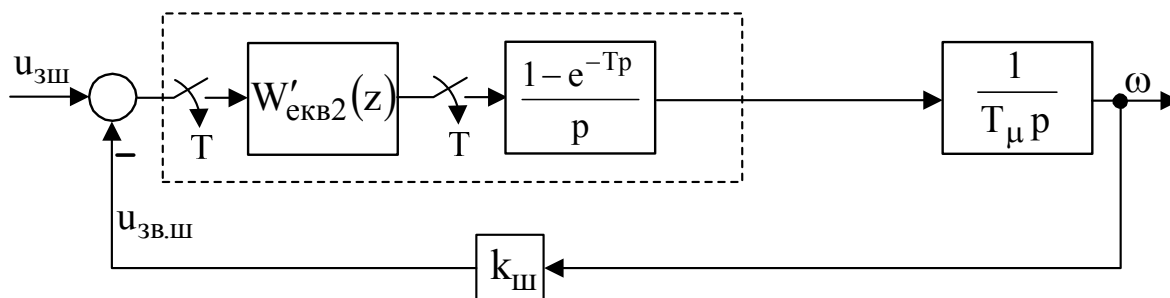 u_зш
W'_екв2(z)
T
T
1 − e^−Tp
p
1
T_μ p
ω
−
u_зв.ш
k_ш